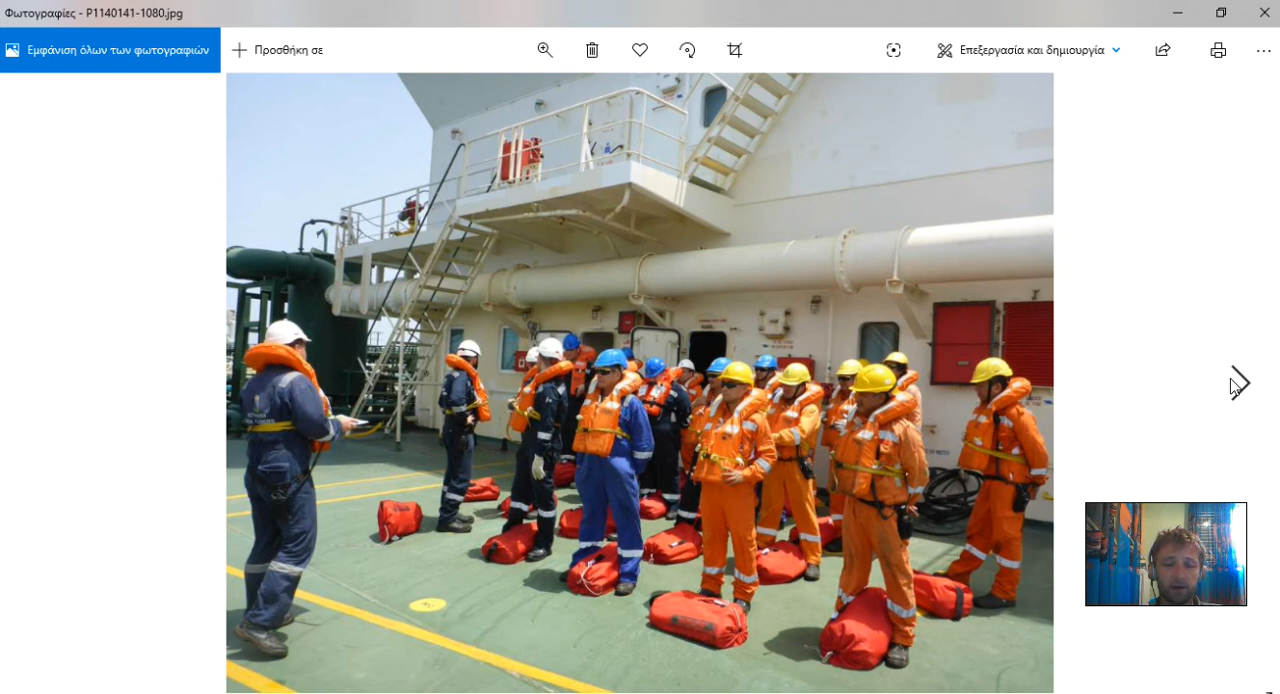 Φωτογραφίες - P1140141-1080.jpg
Εμφάνιση όλων των φωτογραφιών
Προσθήκη σε
Επεξεργασία και δημιουργία